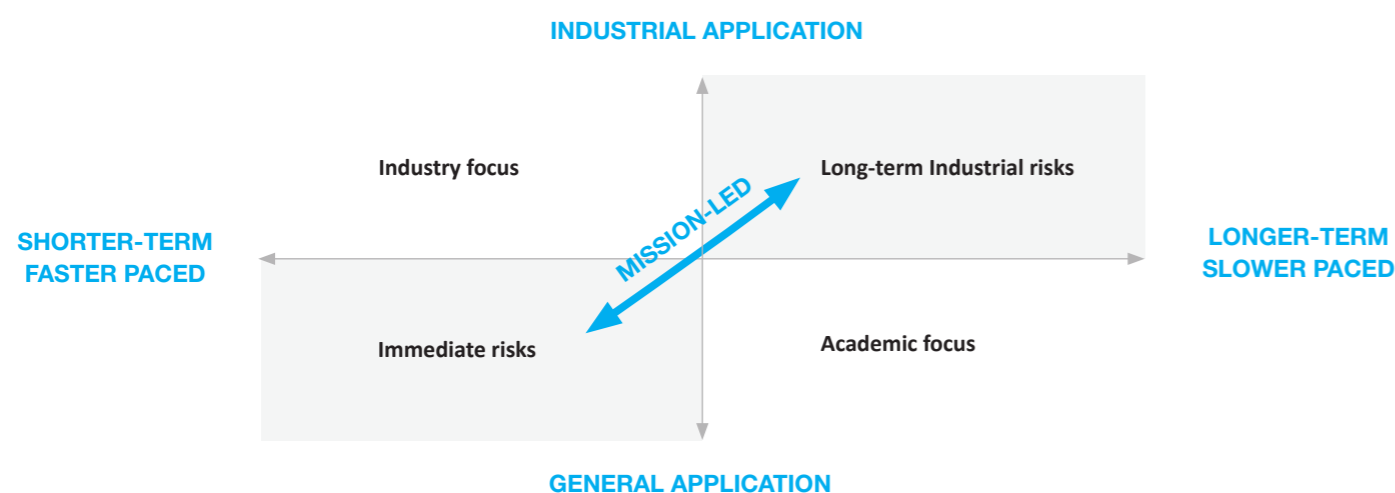 INDUSTRIAL APPLICATION
Industry focus
Long-term Industrial risks
MISSION-LED
SHORTER-TERM
FASTER PACED
LONGER-TERM
SLOWER PACED
Immediate risks
Academic focus
GENERAL APPLICATION